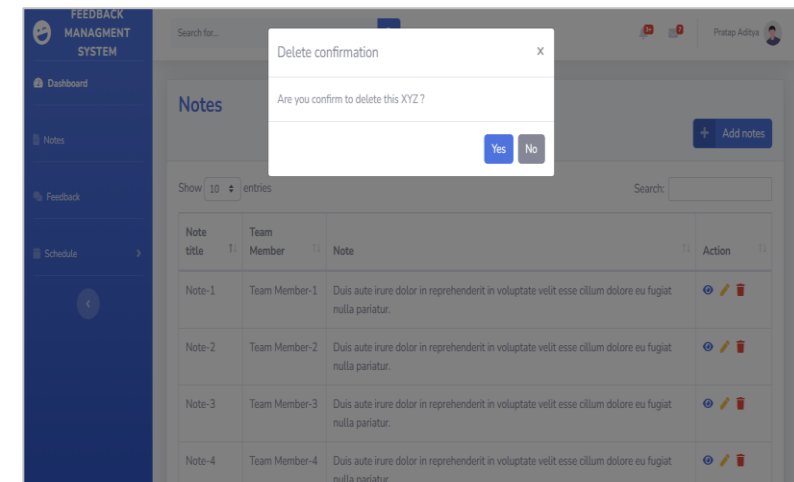 FEEDBACK
MANAGMENT
SYSTEM
Search for...
Pratap Aditya
Delete confirmation
x
Are you confirm to delete this XYZ ?
Yes
No
Dashboard
Notes
Feedback
Schedule
Notes
Add notes
Show 10 entries
Search:
Note title
Team Member
Note
Action
Note-1
Team Member-1
Duis aute irure dolor in reprehenderit in voluptate velit esse cillum dolore eu fugiat
nulla pariatur.
Note-2
Team Member-2
Duis aute irure dolor in reprehenderit in voluptate velit esse cillum dolore eu fugiat
nulla pariatur.
Note-3
Team Member-3
Duis aute irure dolor in reprehenderit in voluptate velit esse cillum dolore eu fugiat
nulla pariatur.
Note-4
Team Member-4
Duis aute irure dolor in reprehenderit in voluptate velit esse cillum dolore eu fugiat
nulla pariatur.